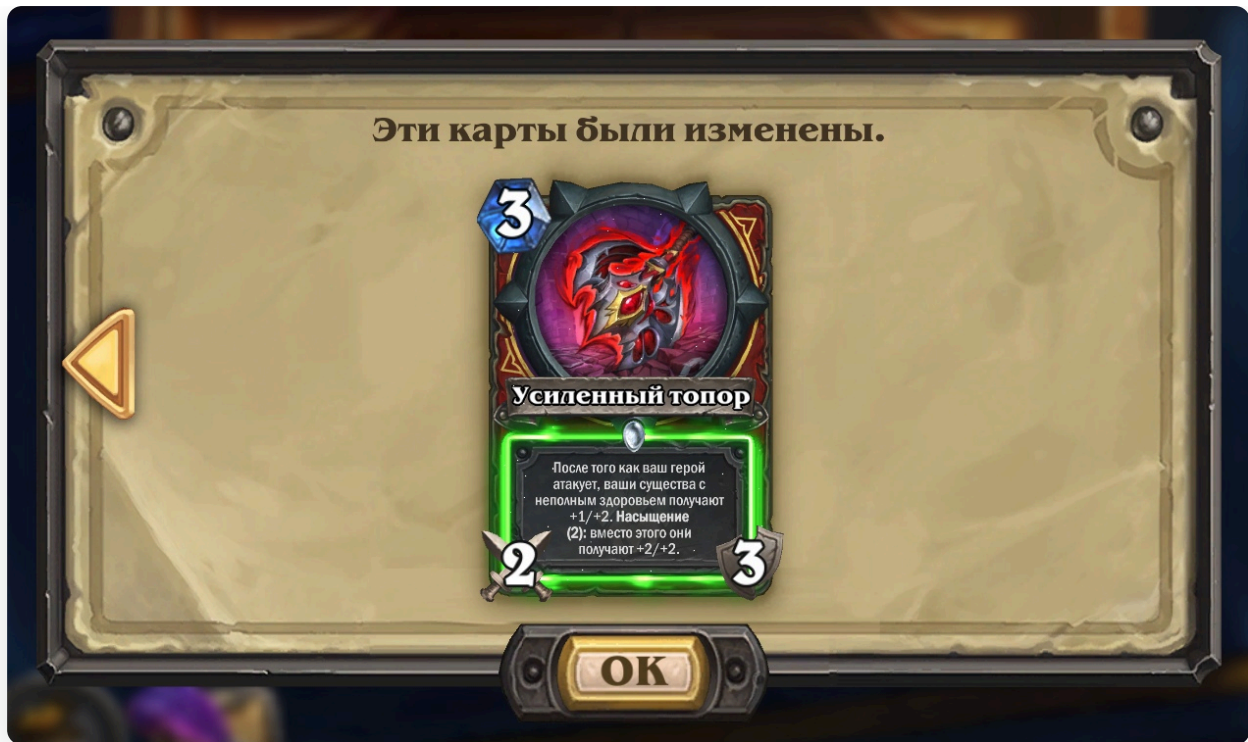 Эти карты были изменены.
3
Усиленный топор
После того как ваш герой
атакует, ваши существа с
неполным здоровьем получают
+1/+2. Насыщение
(2): вместо этого они
получают +2/+2.
2
3
ОК